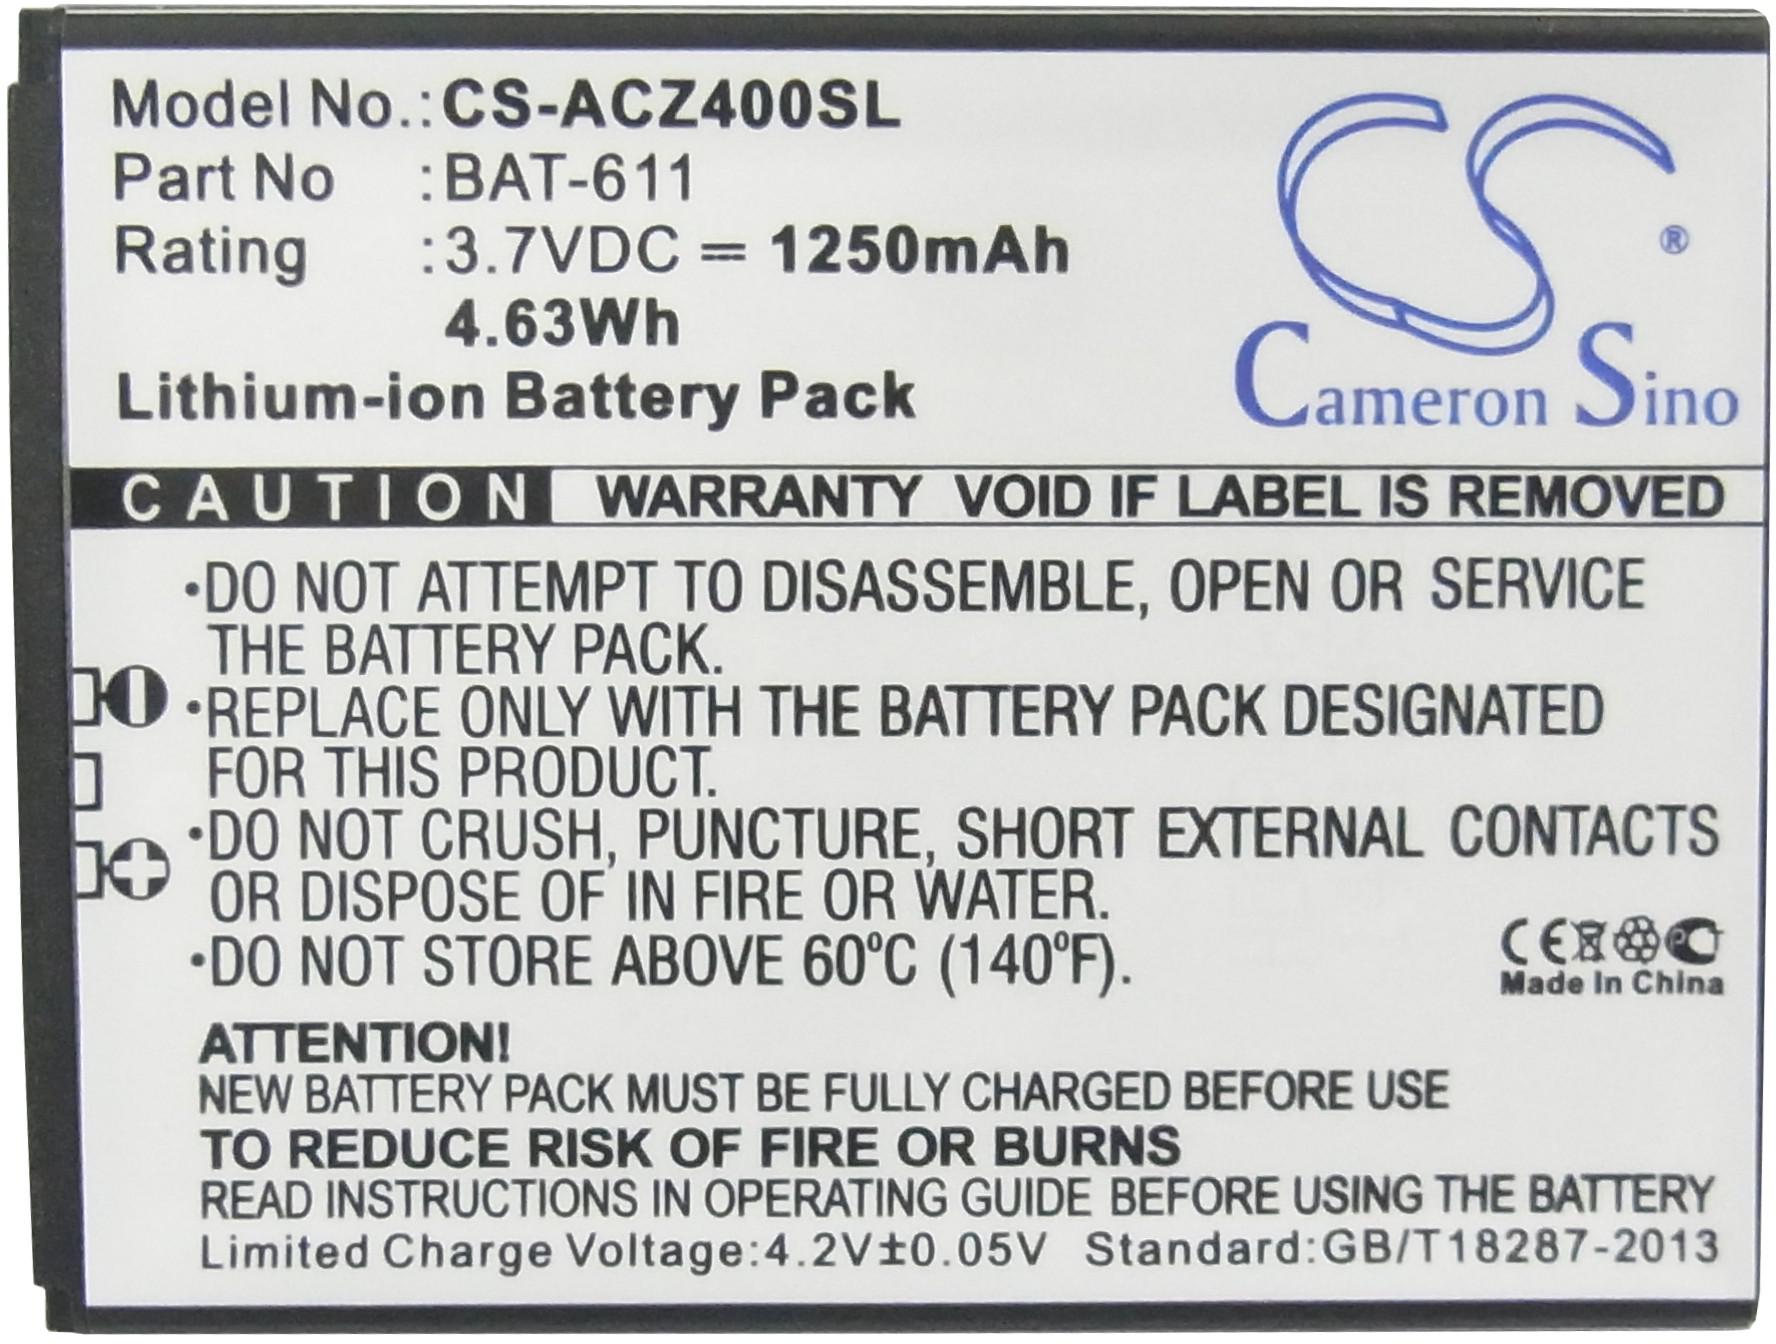 Model No.: CS-ACZ400SL
Part No : BAT-611
Rating : 3.7VDC = 1250mAh
4.63Wh
Lithium-ion Battery Pack
CS ®
Cameron Sino
CAUTION WARRANTY VOID IF LABEL IS REMOVED
•DO NOT ATTEMPT TO DISASSEMBLE, OPEN OR SERVICE
THE BATTERY PACK.
•REPLACE ONLY WITH THE BATTERY PACK DESIGNATED
FOR THIS PRODUCT.
•DO NOT CRUSH, PUNCTURE, SHORT EXTERNAL CONTACTS
OR DISPOSE OF IN FIRE OR WATER.
•DO NOT STORE ABOVE 60°C (140°F).
CE
Made In China
ATTENTION!
NEW BATTERY PACK MUST BE FULLY CHARGED BEFORE USE
TO REDUCE RISK OF FIRE OR BURNS
READ INSTRUCTIONS IN OPERATING GUIDE BEFORE USING THE BATTERY
Limited Charge Voltage:4.2V±0.05V Standard:GB/T18287-2013